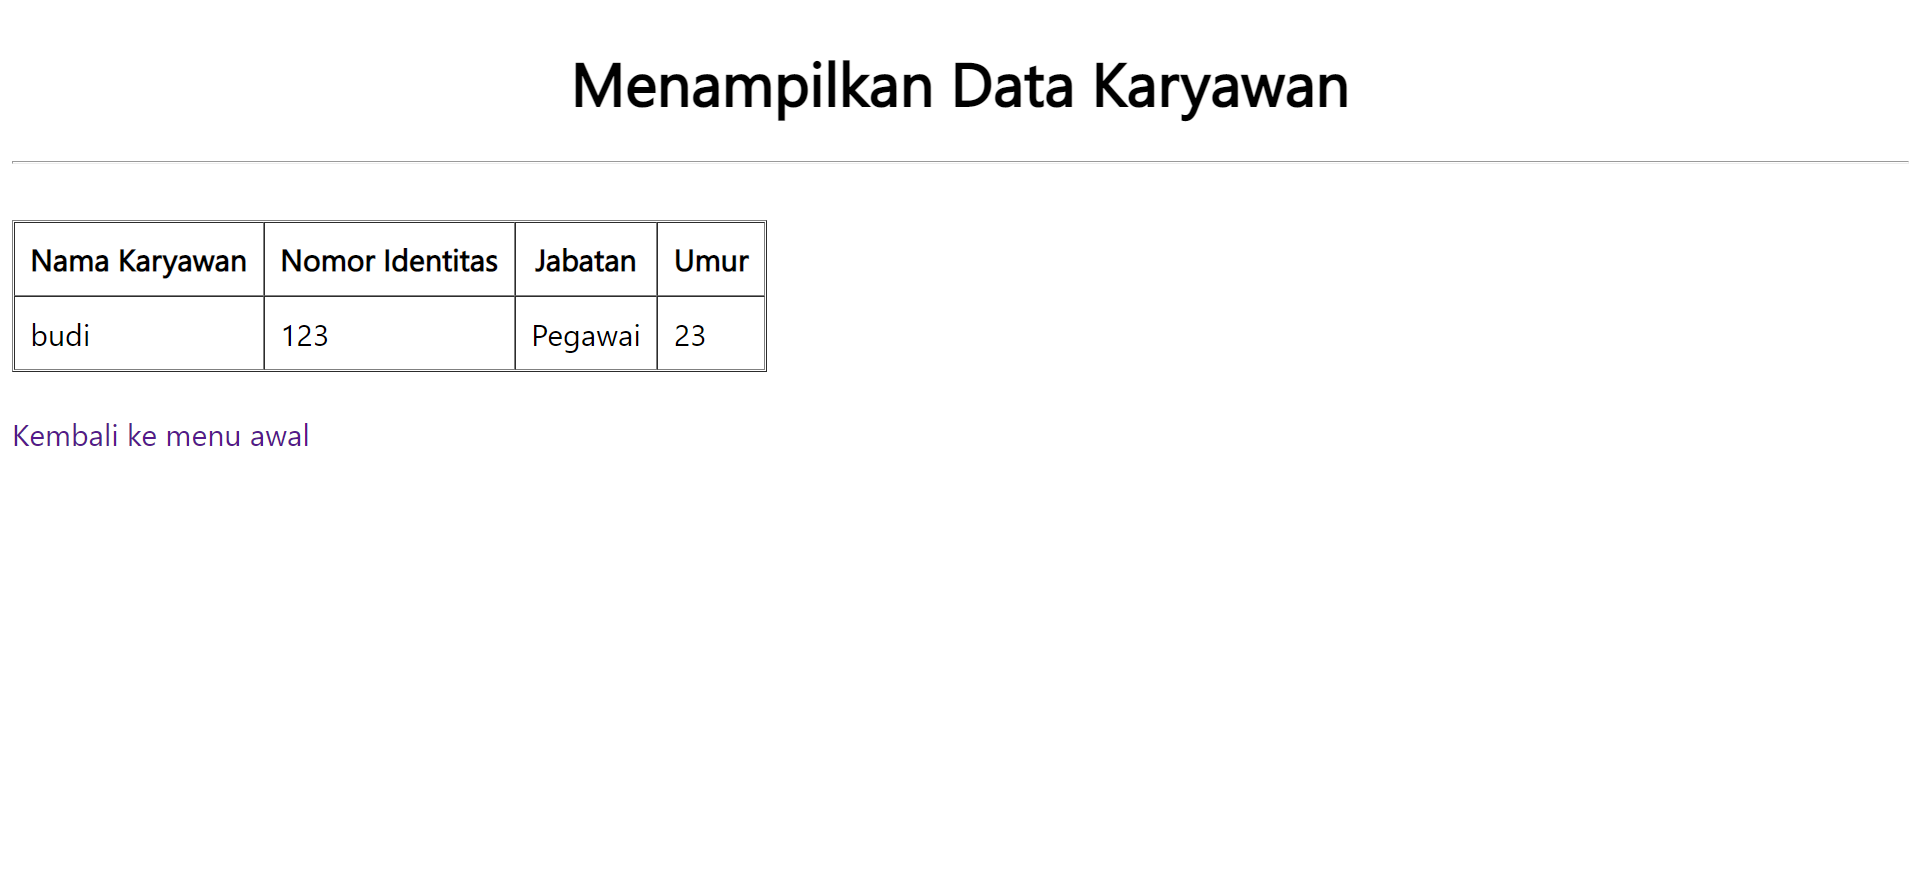 Menampilkan Data Karyawan
Nama Karyawan Nomor Identitas Jabatan Umur
budi 123 Pegawai 23
Kembali ke menu awal